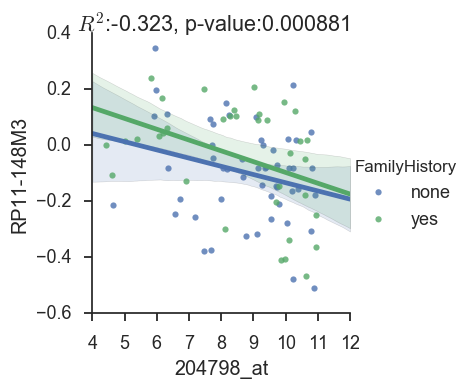 R²:-0.323, p-value:0.000881
0.4
0.2
0.0
−0.2
−0.4
−0.6
RP11-148M3
4 5 6 7 8 9 10 11 12
204798_at
FamilyHistory
none
yes